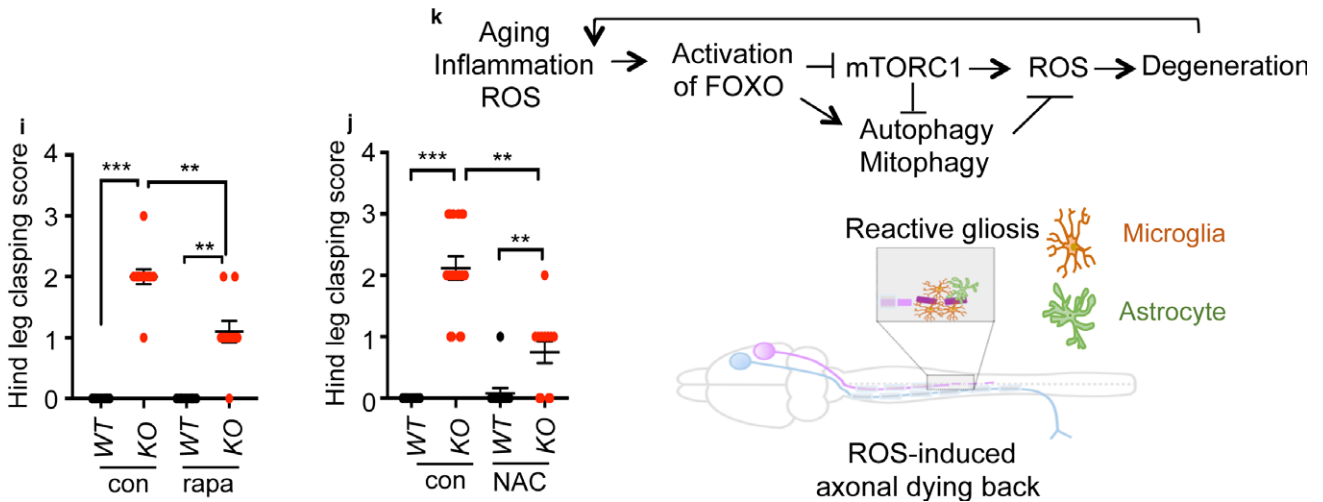 k
Aging
Inflammation
ROS
Activation
of FOXO
mTORC1
ROS
Degeneration
Autophagy
Mitophagy
i
Hind leg clasping score
4
3
2
1
0
***
**
**
WT
KO
WT
KO
con
rapa
j
Hind leg clasping score
4
3
2
1
0
***
**
**
WT
KO
WT
KO
con
NAC
Reactive gliosis
Microglia
Astrocyte
ROS-induced
axonal dying back